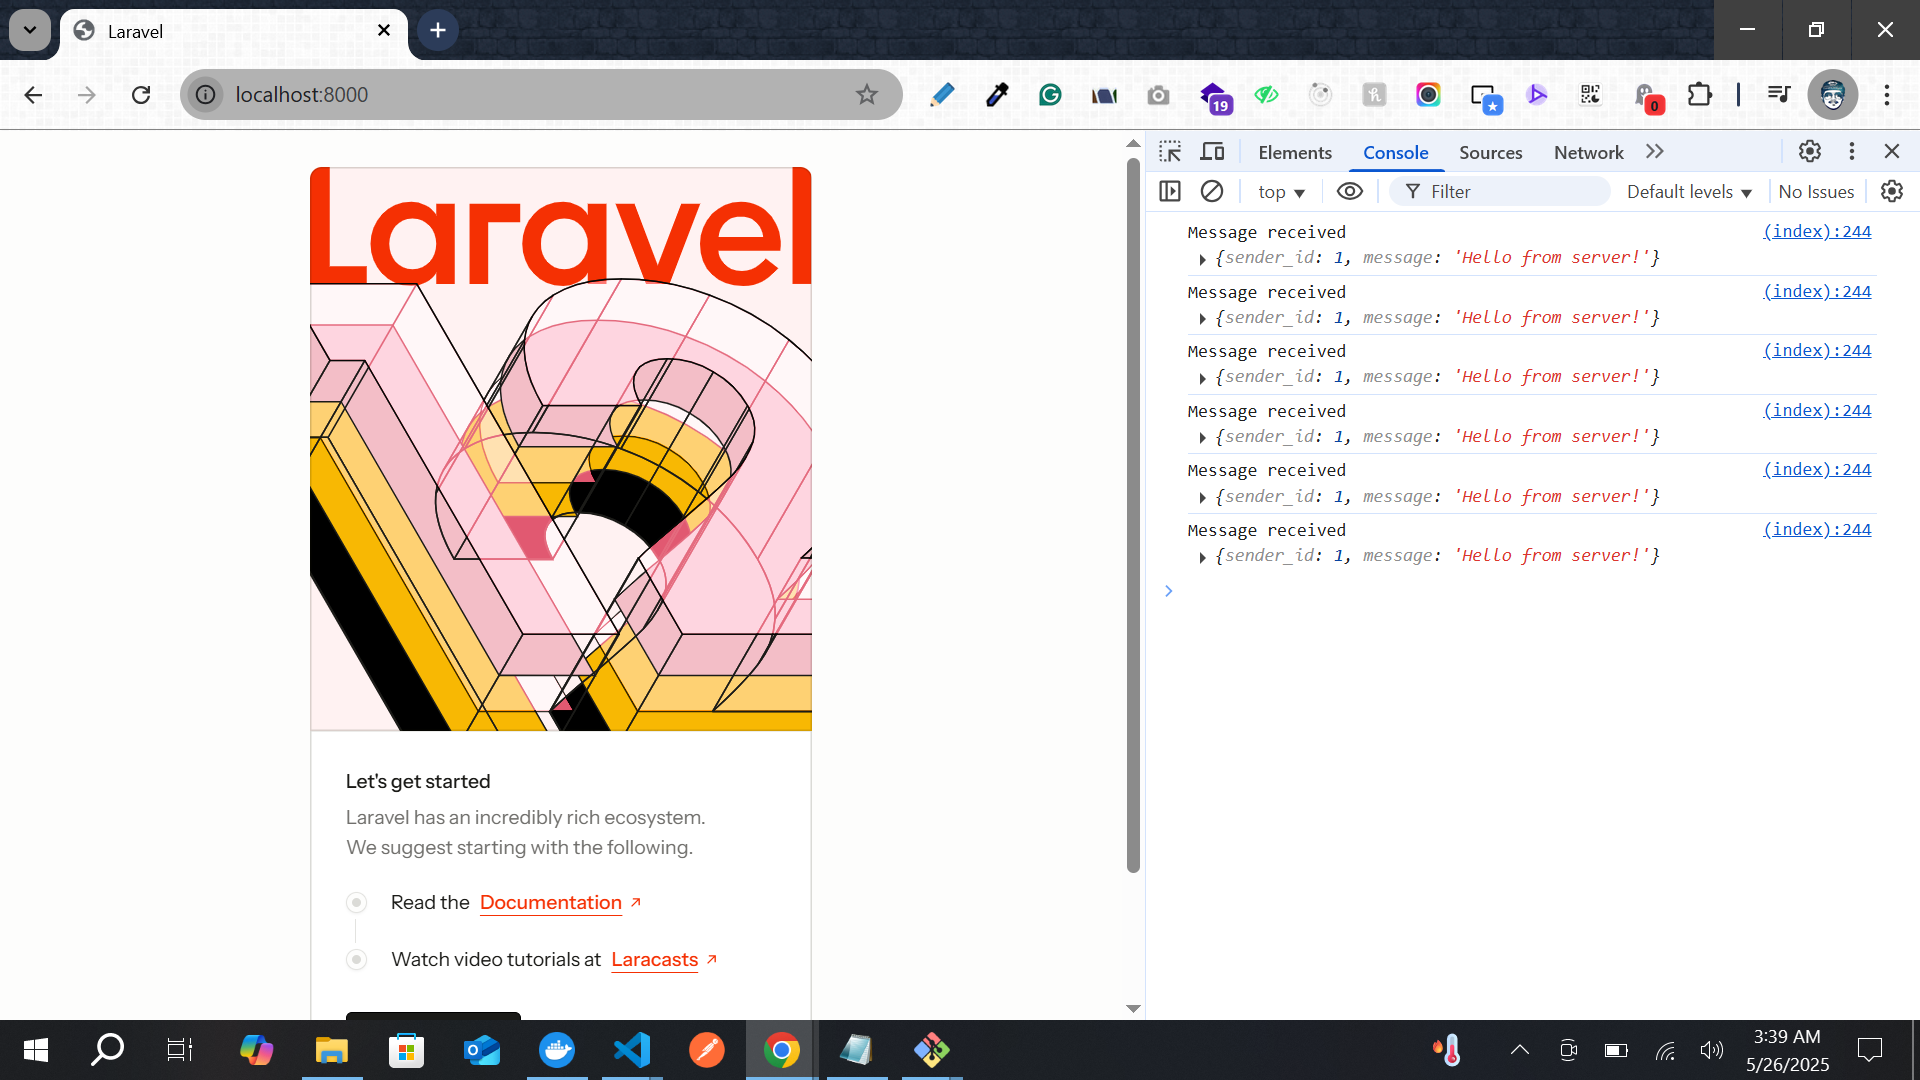 Laravel
localhost:8000
19
0
Laravel
Let's get started
Laravel has an incredibly rich ecosystem.
We suggest starting with the following.
Read the Documentation
Watch video tutorials at Laracasts
Elements Console Sources Network
top Filter Default levels No Issues
Message received (index):244
{sender_id: 1, message: 'Hello from server!'}
Message received (index):244
{sender_id: 1, message: 'Hello from server!'}
Message received (index):244
{sender_id: 1, message: 'Hello from server!'}
Message received (index):244
{sender_id: 1, message: 'Hello from server!'}
Message received (index):244
{sender_id: 1, message: 'Hello from server!'}
Message received (index):244
{sender_id: 1, message: 'Hello from server!'}
3:39 AM
5/26/2025